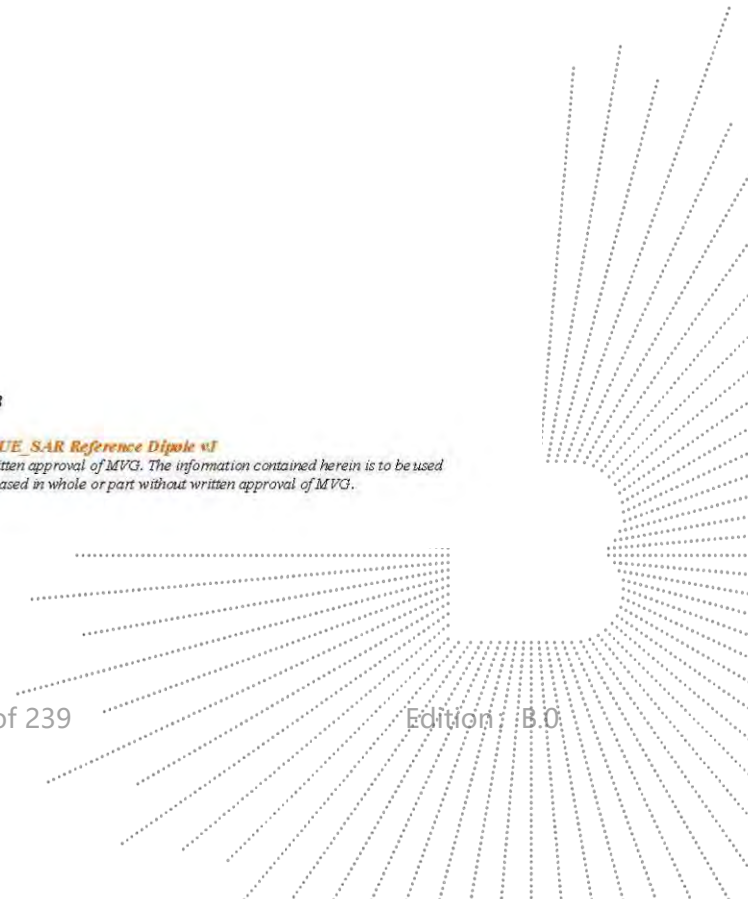 UE_SAR Reference Dipole vJ
itten approval of MVG. The information contained herein is to be used
ased in whole or part without written approval of MVG.
of 239 Edition: B.0